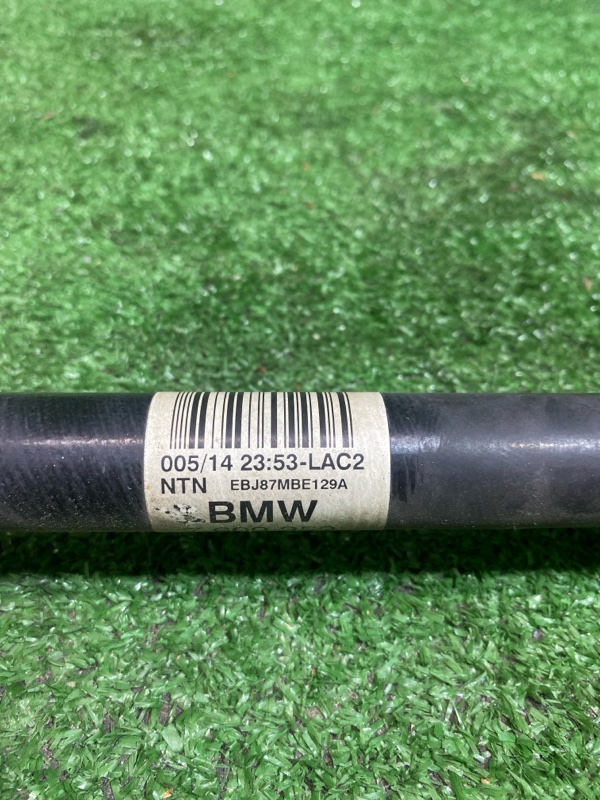 005/14 23:53-LAC2
NTN EBJ87MBE129A
BMW